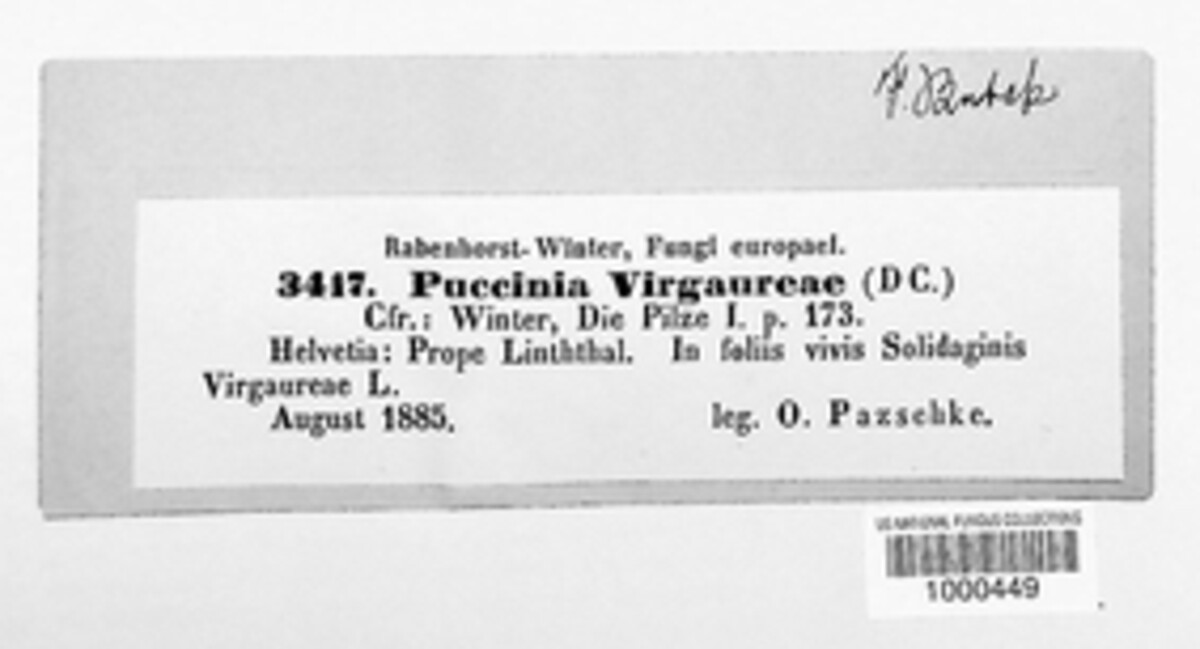 Rabenhorst-Winter, Fungi europaei.
3417. Puccinia Virgaureae (DC.)
Cfr.: Winter, Die Pilze I. p. 173.
Helvetia: Prope Linththal. In foliis vivis Solidaginis
Virgaureae L.
August 1885. leg. O. Pazschke.
US NATIONAL FUNGUS COLLECTIONS
1000449